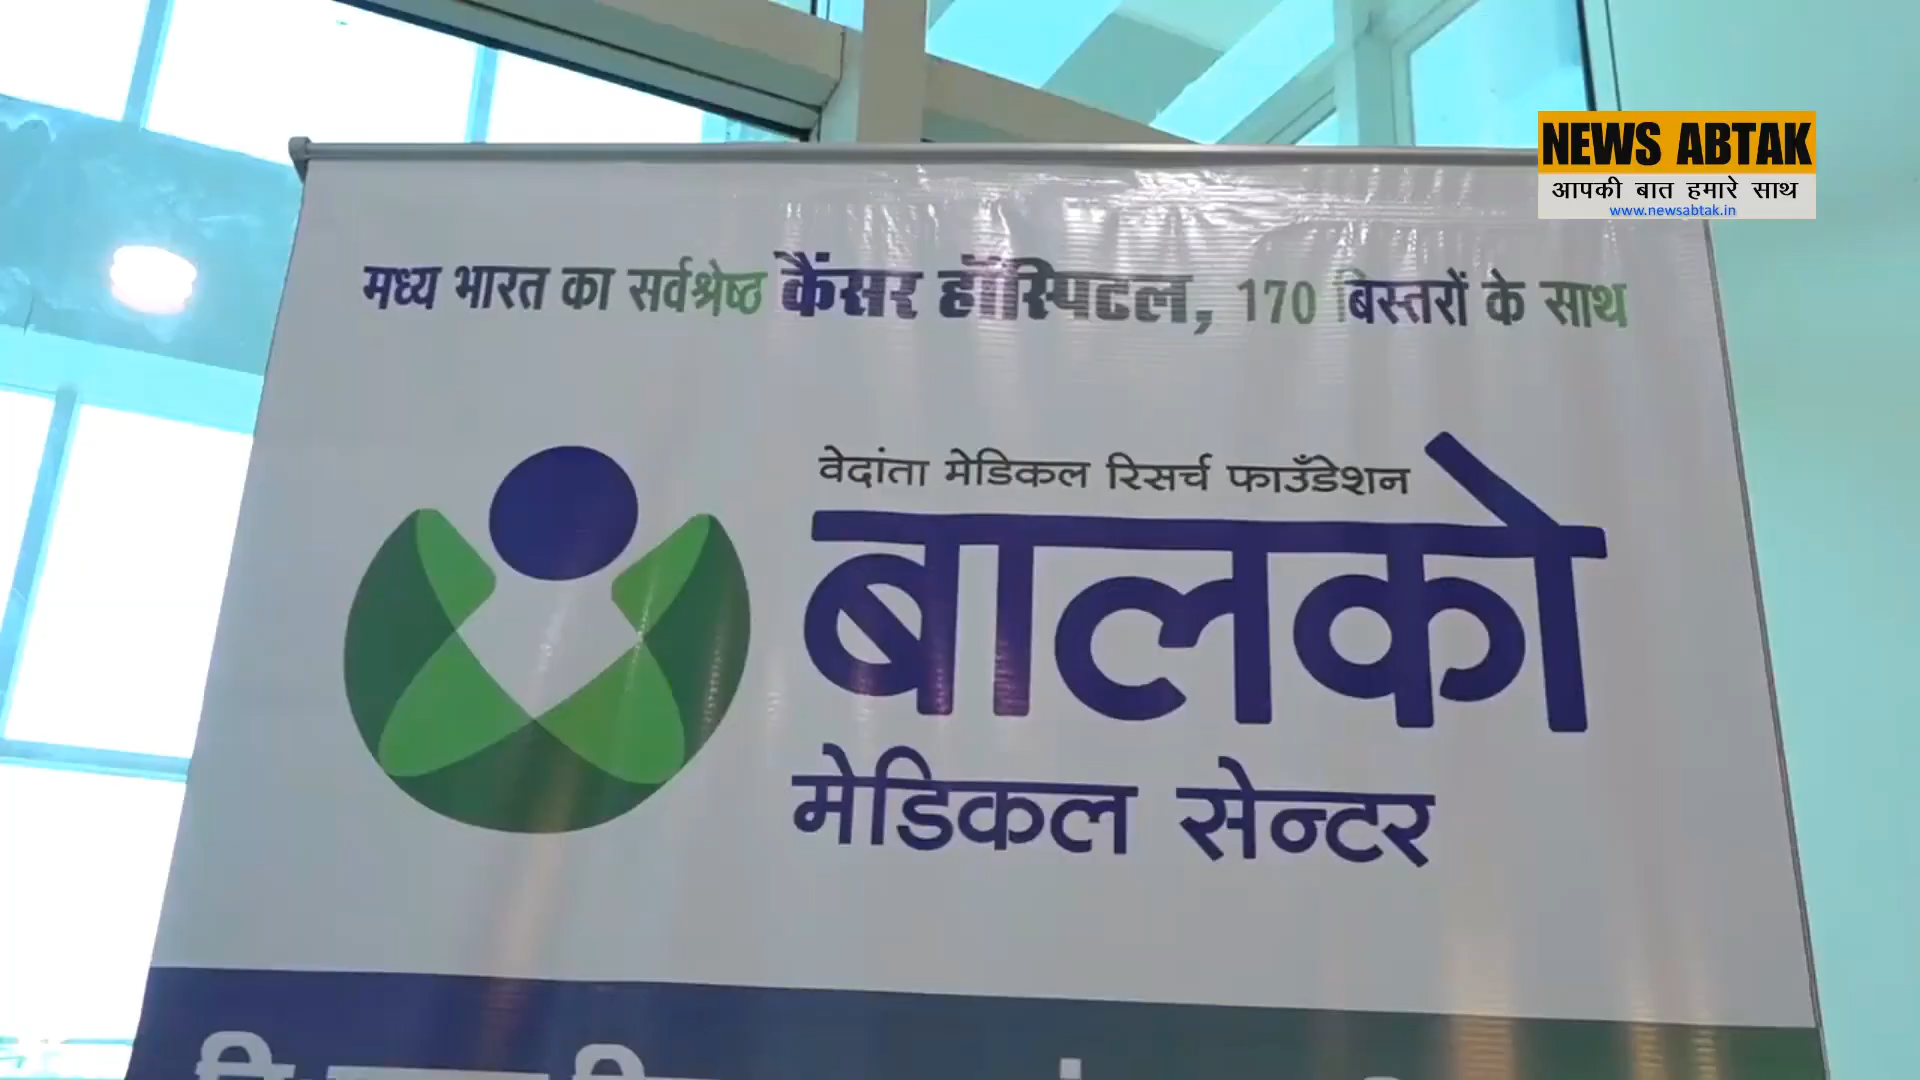 NEWS ABTAK
आपकी बात हमारे साथ
www.newsabtak.in
मध्य भारत का सर्वश्रेष्ठ कैंसर हॉस्पिटल, 170 बिस्तरों के साथ
वेदांता मेडिकल रिसर्च फाउँडेशन
बालको
मेडिकल सेन्टर